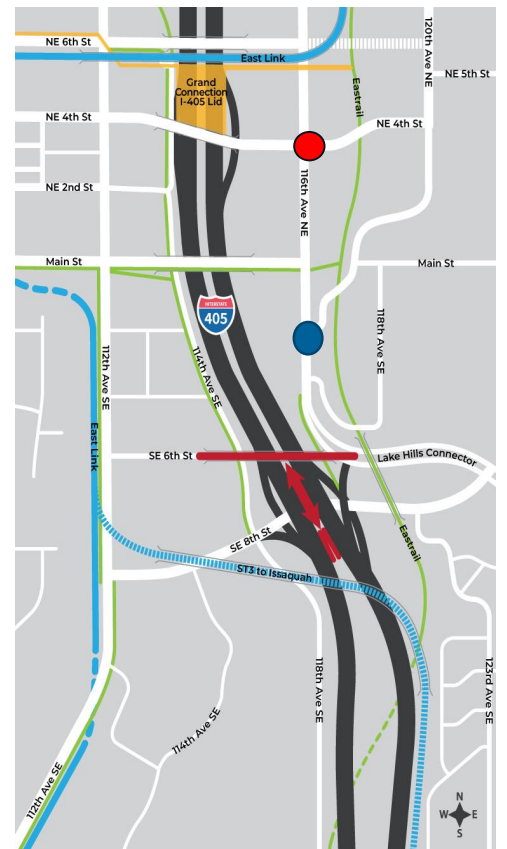 NE 6th St
East Link
120th Ave NE
NE 5th St
Grand
Connection
I-405 Lid
Eastrail
NE 4th St
NE 4th St
116th Ave NE
NE 2nd St
Main St
Main St
INTERSTATE
405
118th Ave SE
112th Ave SE
114th Ave SE
East Link
SE 6th St
Lake Hills Connector
SE 8th St
Eastrail
ST3 to Issaquah
118th Ave SE
123rd Ave SE
114th Ave SE
112th Ave SE
N
W
E
S